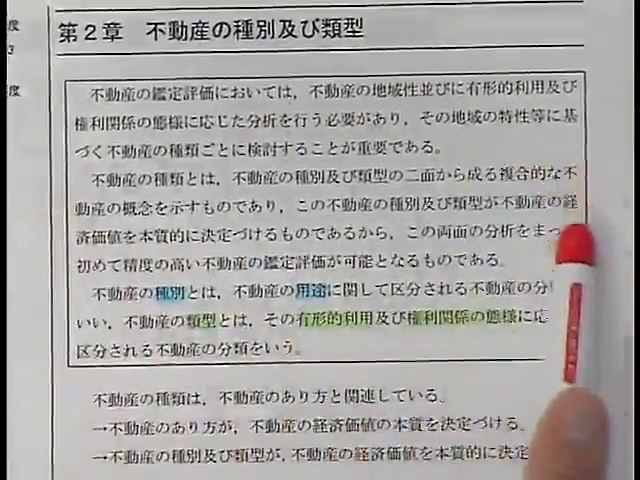 度
3
度
第2章 不動産の種別及び類型
不動産の鑑定評価においては，不動産の地域性並びに有形的利用及び
権利関係の態様に応じた分析を行う必要があり，その地域の特性等に基
づく不動産の種類ごとに検討することが重要である。
不動産の種類とは，不動産の種別及び類型の二面から成る複合的な不
動産の概念を示すものであり，この不動産の種別及び類型が不動産の経
済価値を本質的に決定づけるものであるから，この両面の分析をまっ
初めて精度の高い不動産の鑑定評価が可能となるものである。
不動産の種別とは，不動産の用途に関して区分される不動産の分
いい，不動産の類型とは，その有形的利用及び権利関係の態様に応
区分される不動産の分類をいう。
不動産の種類は，不動産のあり方と関連している。
→不動産のあり方が，不動産の経済価値の本質を決定づける。
→不動産の種別及び類型が，不動産の経済価値を本質的に決定